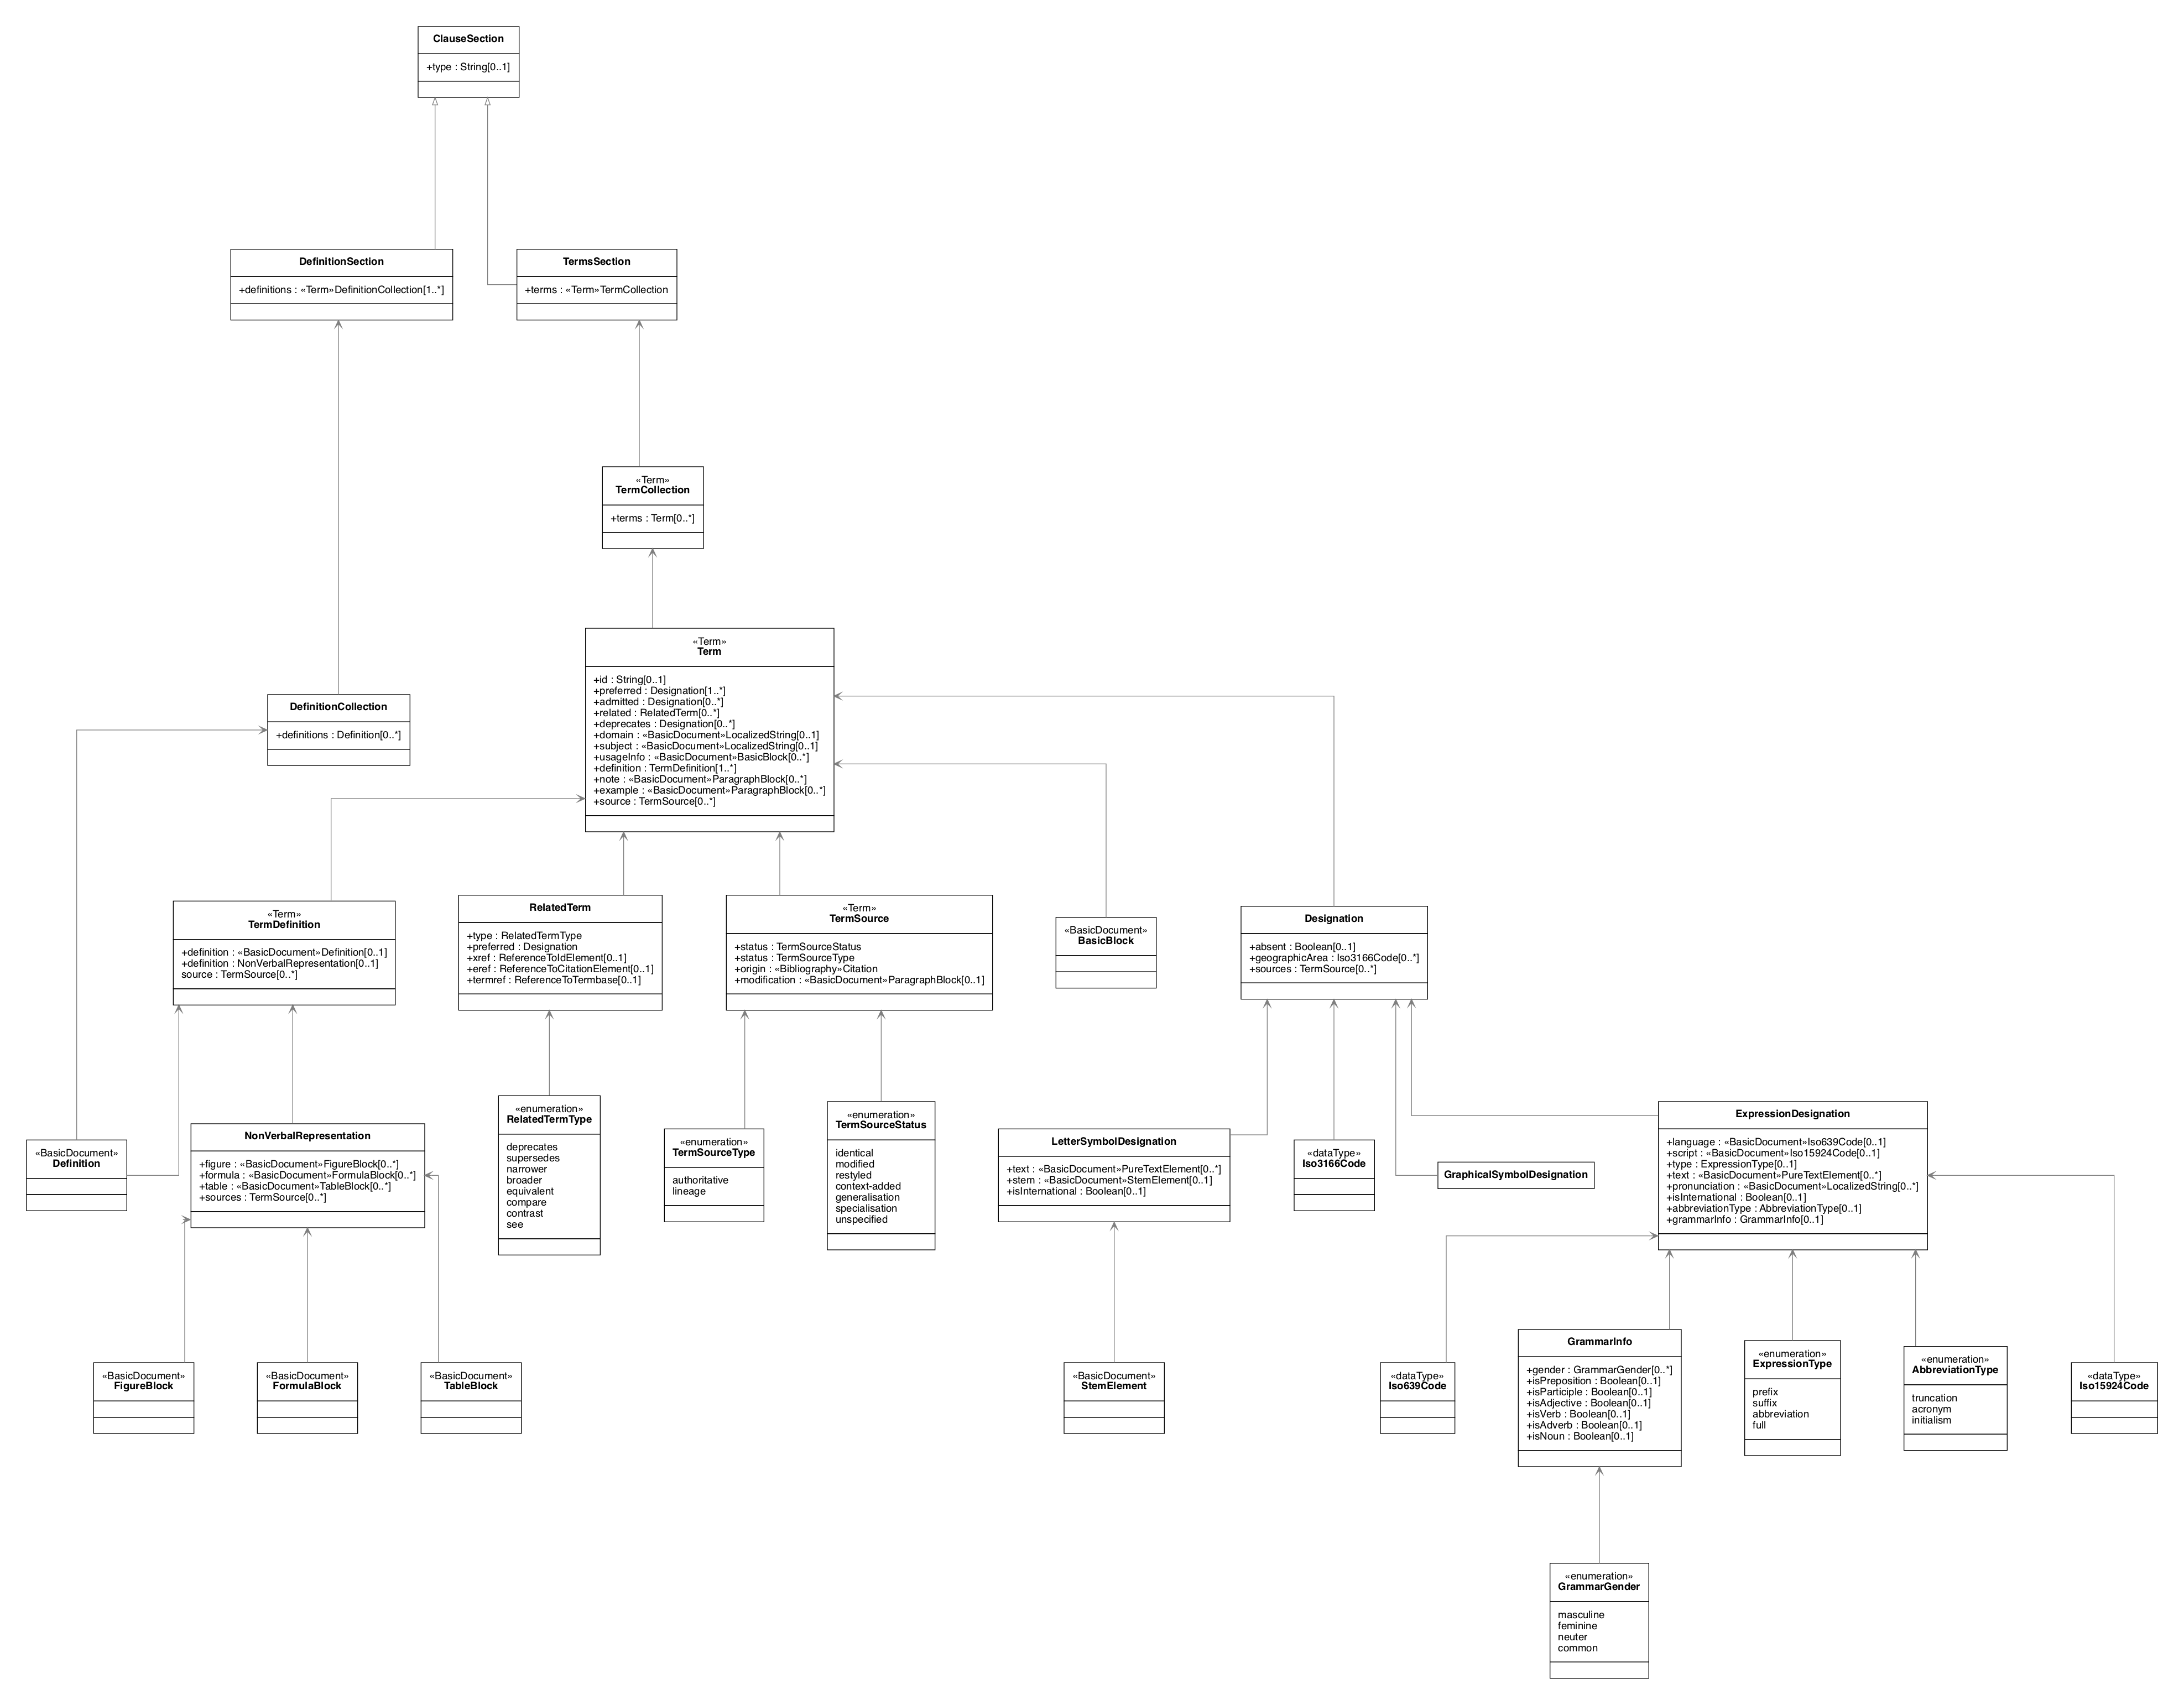 ClauseSection
+type : String[0..1]
DefinitionSection
+definitions : «Term»DefinitionCollection[1..*]
TermsSection
+terms : «Term»TermCollection
«Term»
TermCollection
+terms : Term[0..*]
«Term»
Term
+id : String[0..1]
+preferred : Designation[1..*]
+admitted : Designation[0..*]
+related : RelatedTerm[0..*]
+deprecates : Designation[0..*]
+domain : «BasicDocument»LocalizedString[0..1]
+subject : «BasicDocument»LocalizedString[0..1]
+usageInfo : «BasicDocument»BasicBlock[0..*]
+definition : TermDefinition[1..*]
+note : «BasicDocument»ParagraphBlock[0..*]
+example : «BasicDocument»ParagraphBlock[0..*]
+source : TermSource[0..*]
DefinitionCollection
+definitions : Definition[0..*]
«Term»
TermDefinition
+definition : «BasicDocument»Definition[0..1]
+definition : NonVerbalRepresentation[0..1]
source : TermSource[0..*]
RelatedTerm
+type : RelatedTermType
+preferred : Designation
+xref : ReferenceToIdElement[0..1]
+eref : ReferenceToCitationElement[0..1]
+termref : ReferenceToTermbase[0..1]
«Term»
TermSource
+status : TermSourceStatus
+status : TermSourceType
+origin : «Bibliography»Citation
+modification : «BasicDocument»ParagraphBlock[0..1]
«BasicDocument»
BasicBlock
Designation
+absent : Boolean[0..1]
+geographicArea : Iso3166Code[0..*]
+sources : TermSource[0..*]
«BasicDocument»
Definition
NonVerbalRepresentation
+figure : «BasicDocument»FigureBlock[0..*]
+formula : «BasicDocument»FormulaBlock[0..*]
+table : «BasicDocument»TableBlock[0..*]
+sources : TermSource[0..*]
«enumeration»
RelatedTermType
deprecates
supersedes
narrower
broader
equivalent
compare
contrast
see
«enumeration»
TermSourceType
authoritative
lineage
«enumeration»
TermSourceStatus
identical
modified
restyled
context-added
generalisation
specialisation
unspecified
LetterSymbolDesignation
+text : «BasicDocument»PureTextElement[0..*]
+stem : «BasicDocument»StemElement[0..1]
+isInternational : Boolean[0..1]
«dataType»
Iso3166Code
GraphicalSymbolDesignation
ExpressionDesignation
+language : «BasicDocument»Iso639Code[0..1]
+script : «BasicDocument»Iso15924Code[0..1]
+type : ExpressionType[0..1]
+text : «BasicDocument»PureTextElement[0..*]
+pronunciation : «BasicDocument»LocalizedString[0..*]
+isInternational : Boolean[0..1]
+abbreviationType : AbbreviationType[0..1]
+grammarInfo : GrammarInfo[0..1]
«BasicDocument»
FigureBlock
«BasicDocument»
FormulaBlock
«BasicDocument»
TableBlock
«BasicDocument»
StemElement
«dataType»
Iso639Code
GrammarInfo
+gender : GrammarGender[0..*]
+isPreposition : Boolean[0..1]
+isParticiple : Boolean[0..1]
+isAdjective : Boolean[0..1]
+isVerb : Boolean[0..1]
+isAdverb : Boolean[0..1]
+isNoun : Boolean[0..1]
«enumeration»
ExpressionType
prefix
suffix
abbreviation
full
«enumeration»
AbbreviationType
truncation
acronym
initialism
«dataType»
Iso15924Code
«enumeration»
GrammarGender
masculine
feminine
neuter
common